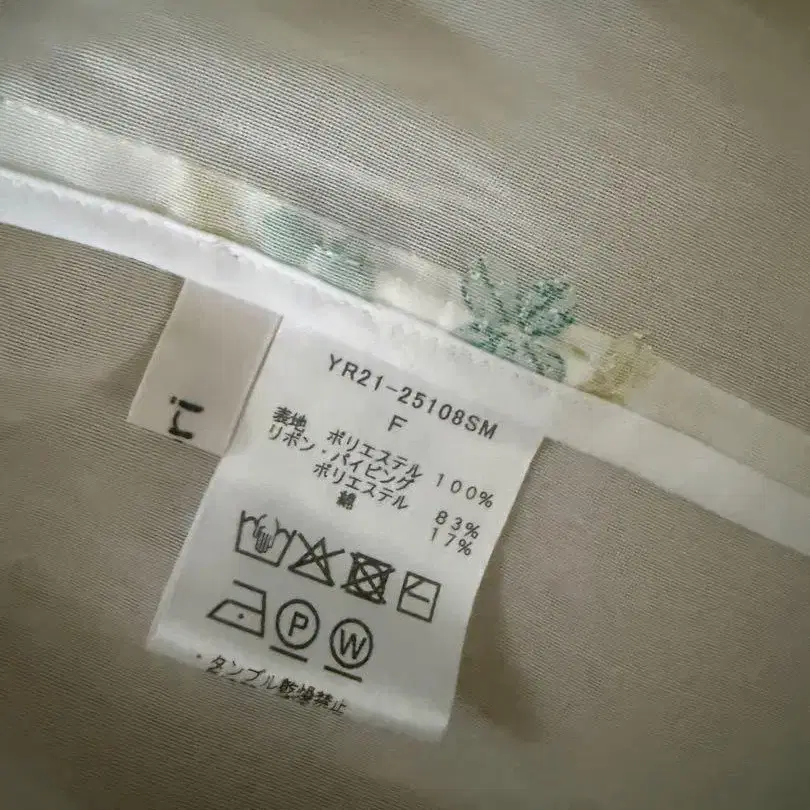 YR21-25108SM
F
表地 ポリエステル 100%
リボン・パイピング
ポリエステル 83%
綿 17%
P W
・タンブル乾燥禁止